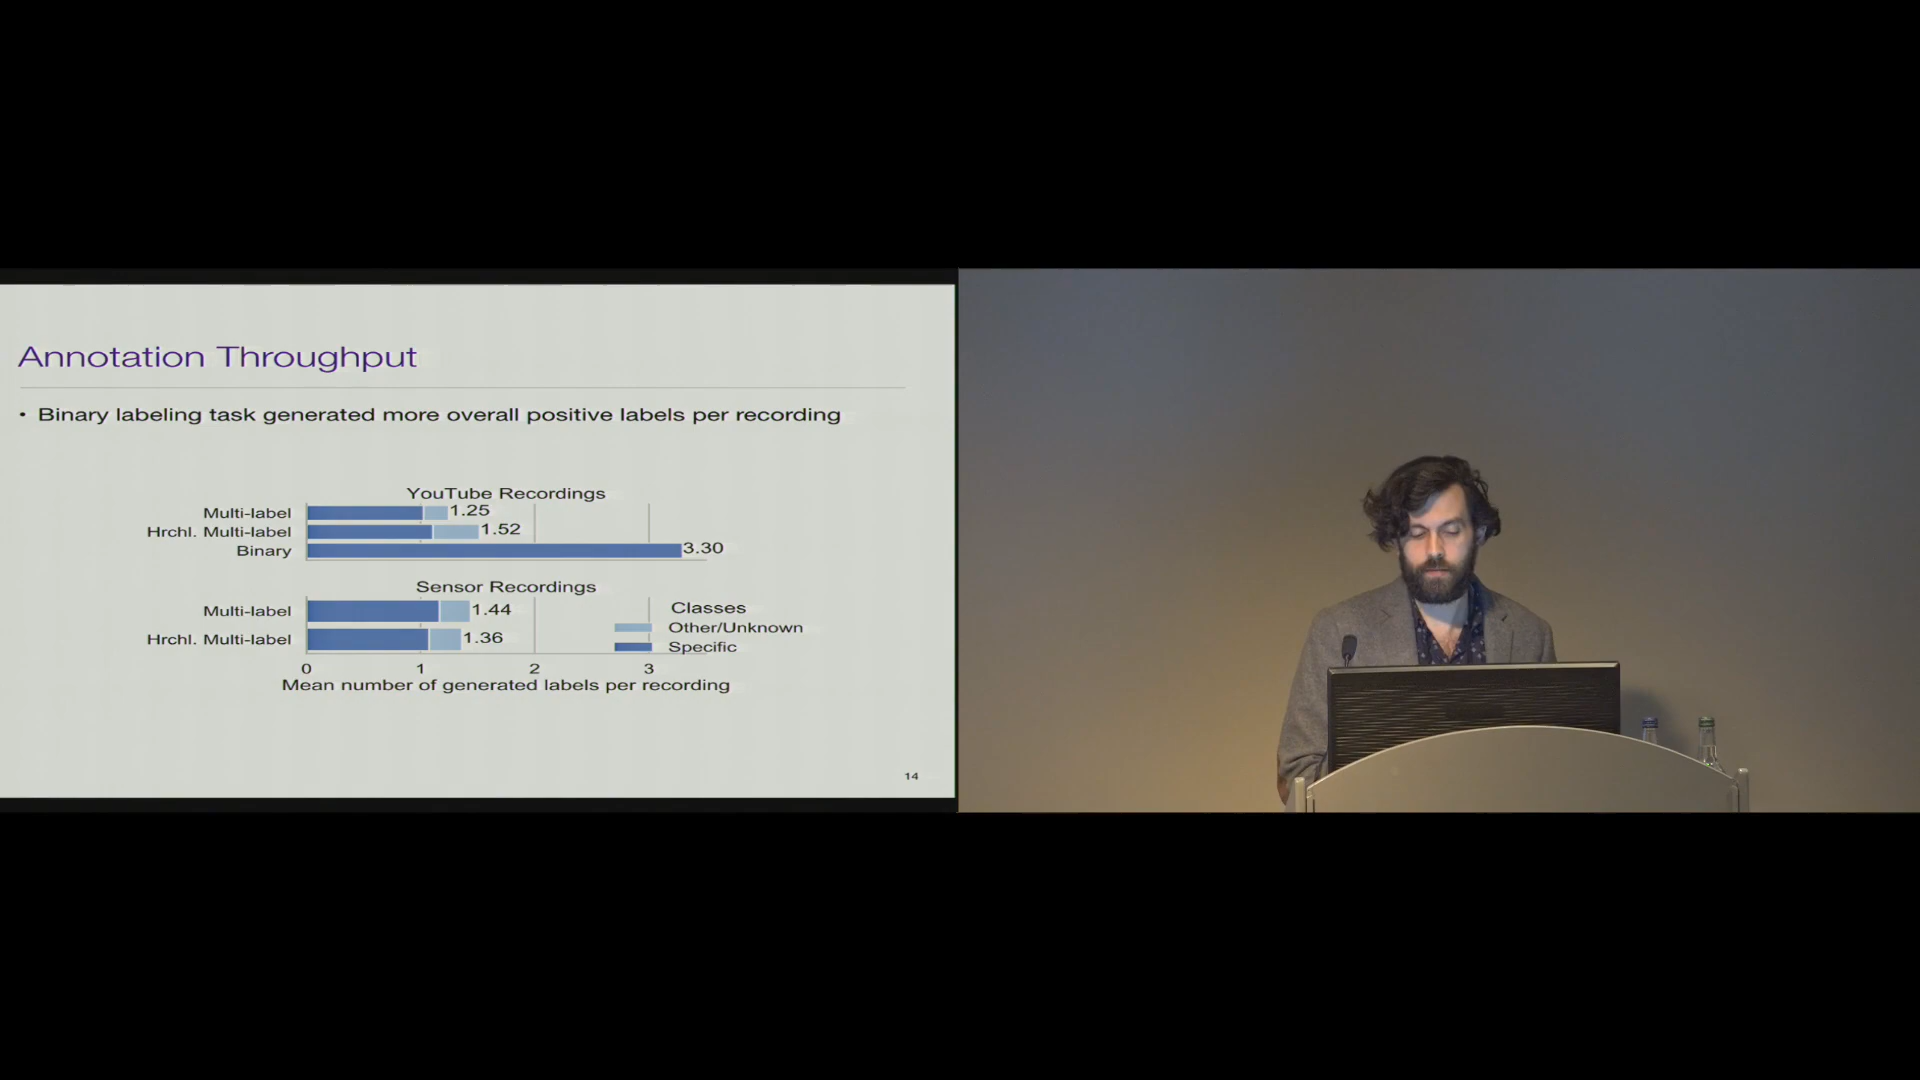 Annotation Throughput
• Binary labeling task generated more overall positive labels per recording
YouTube Recordings
Multi-label 1.25
Hrchl. Multi-label 1.52
Binary 3.30
Sensor Recordings
Multi-label 1.44
Hrchl. Multi-label 1.36
Classes
Other/Unknown
Specific
0 1 2 3
Mean number of generated labels per recording
14